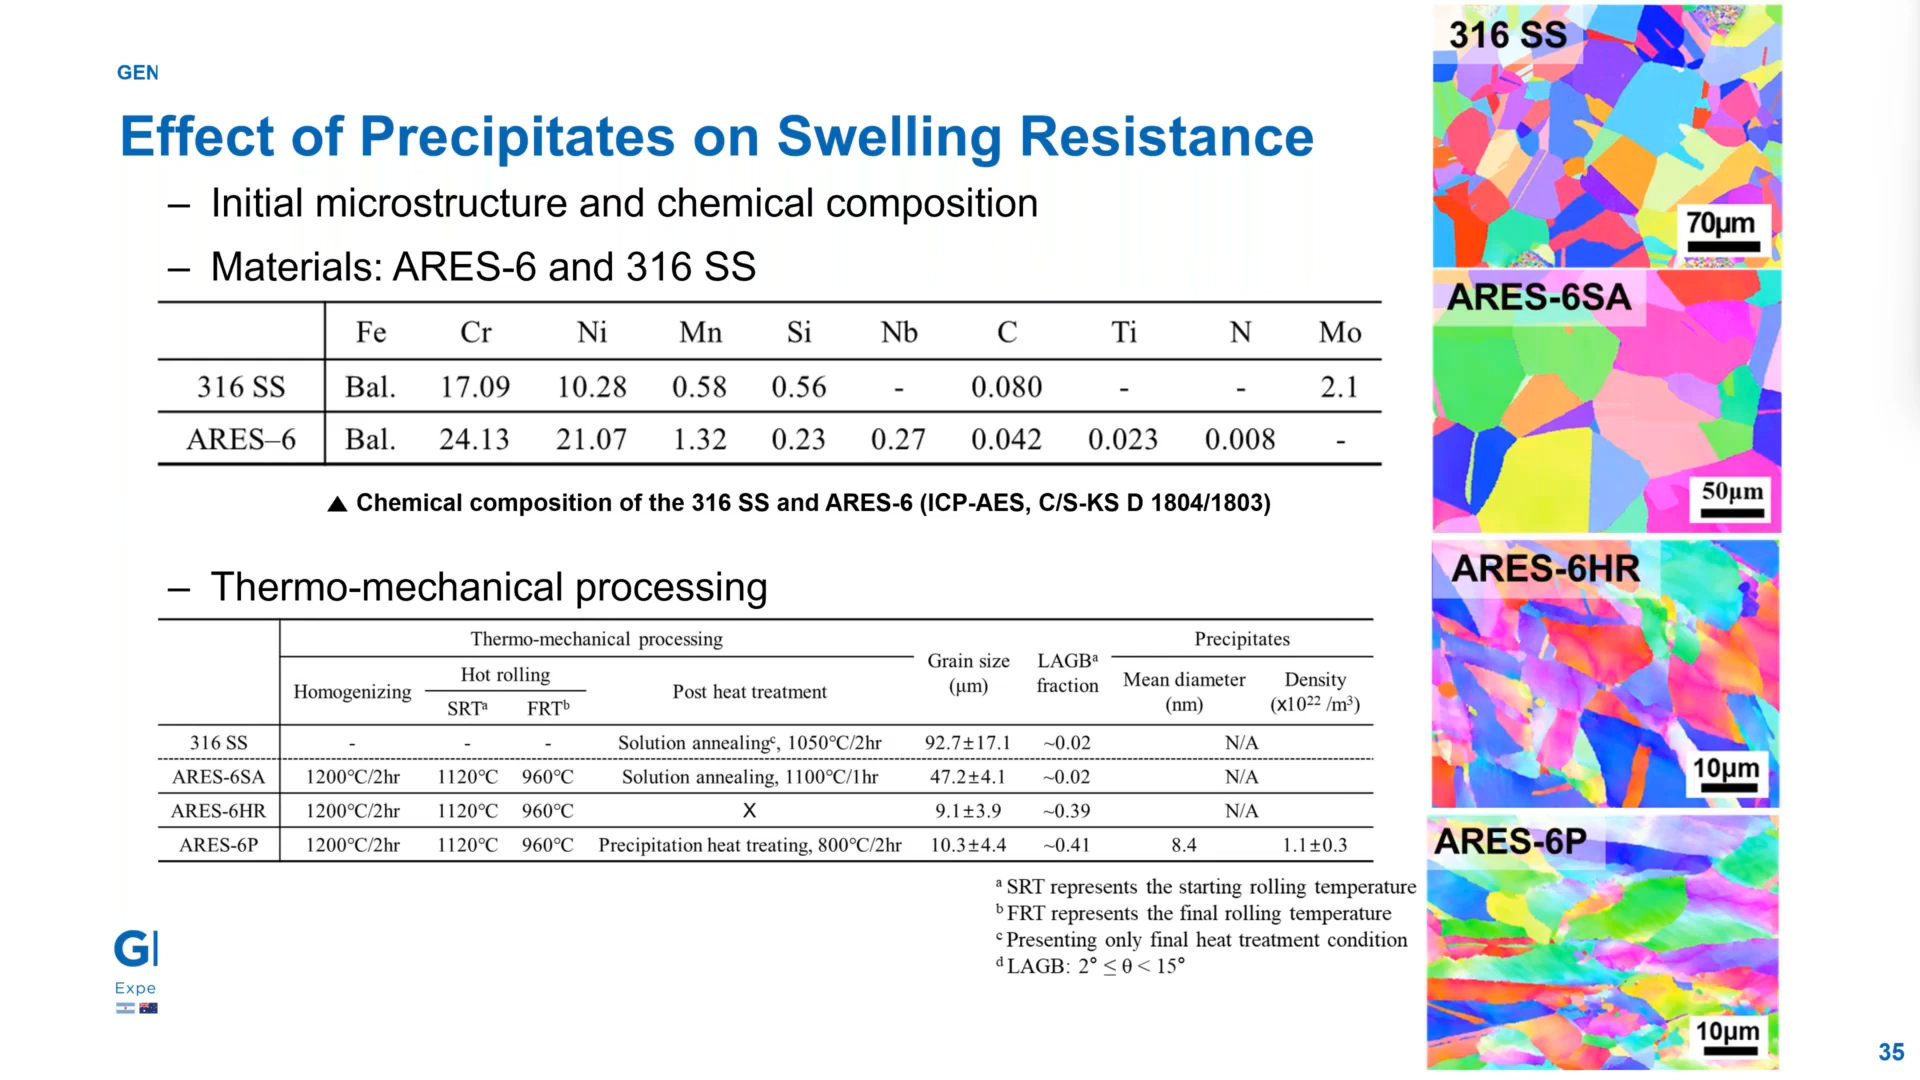 GEN
Effect of Precipitates on Swelling Resistance
– Initial microstructure and chemical composition
– Materials: ARES-6 and 316 SS
Fe Cr Ni Mn Si Nb C Ti N Mo
316 SS Bal. 17.09 10.28 0.58 0.56 - 0.080 - - 2.1
ARES–6 Bal. 24.13 21.07 1.32 0.23 0.27 0.042 0.023 0.008 -
▲ Chemical composition of the 316 SS and ARES-6 (ICP-AES, C/S-KS D 1804/1803)
– Thermo-mechanical processing
Thermo-mechanical processing Grain size (μm) LAGBᵃ fraction Precipitates
Homogenizing Hot rolling Post heat treatment Mean diameter (nm) Density (x10²² /m³)
SRTᵃ FRTᵇ
316 SS - - - Solution annealingᶜ, 1050°C/2hr 92.7±17.1 ~0.02 N/A
ARES-6SA 1200°C/2hr 1120°C 960°C Solution annealing, 1100°C/1hr 47.2±4.1 ~0.02 N/A
ARES-6HR 1200°C/2hr 1120°C 960°C X 9.1±3.9 ~0.39 N/A
ARES-6P 1200°C/2hr 1120°C 960°C Precipitation heat treating, 800°C/2hr 10.3±4.4 ~0.41 8.4 1.1±0.3
ᵃ SRT represents the starting rolling temperature
ᵇ FRT represents the final rolling temperature
ᶜ Presenting only final heat treatment condition
ᵈ LAGB: 2° ≤ θ < 15°
316 SS
70μm
ARES-6SA
50μm
ARES-6HR
10μm
ARES-6P
10μm
G
Expe
35